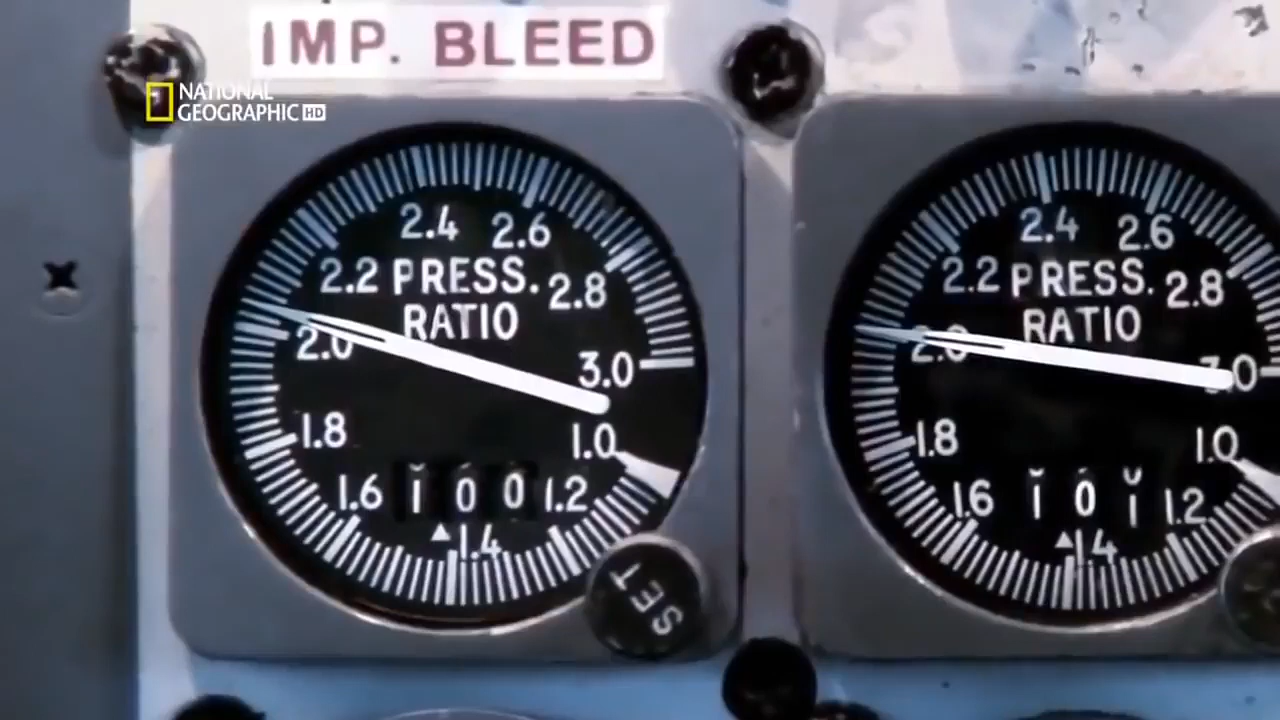 IMP. BLEED
NATIONAL
GEOGRAPHIC HD
2.4 2.6
2.2 PRESS. 2.8
RATIO
2.0
3.0
1.8
1.0
1.6 1 0 0 1.2
1.4
SET
2.4 2.6
2.2 PRESS. 2.8
RATIO
2.0
3.0
1.8
1.0
1.6 1 0 1 1.2
1.4